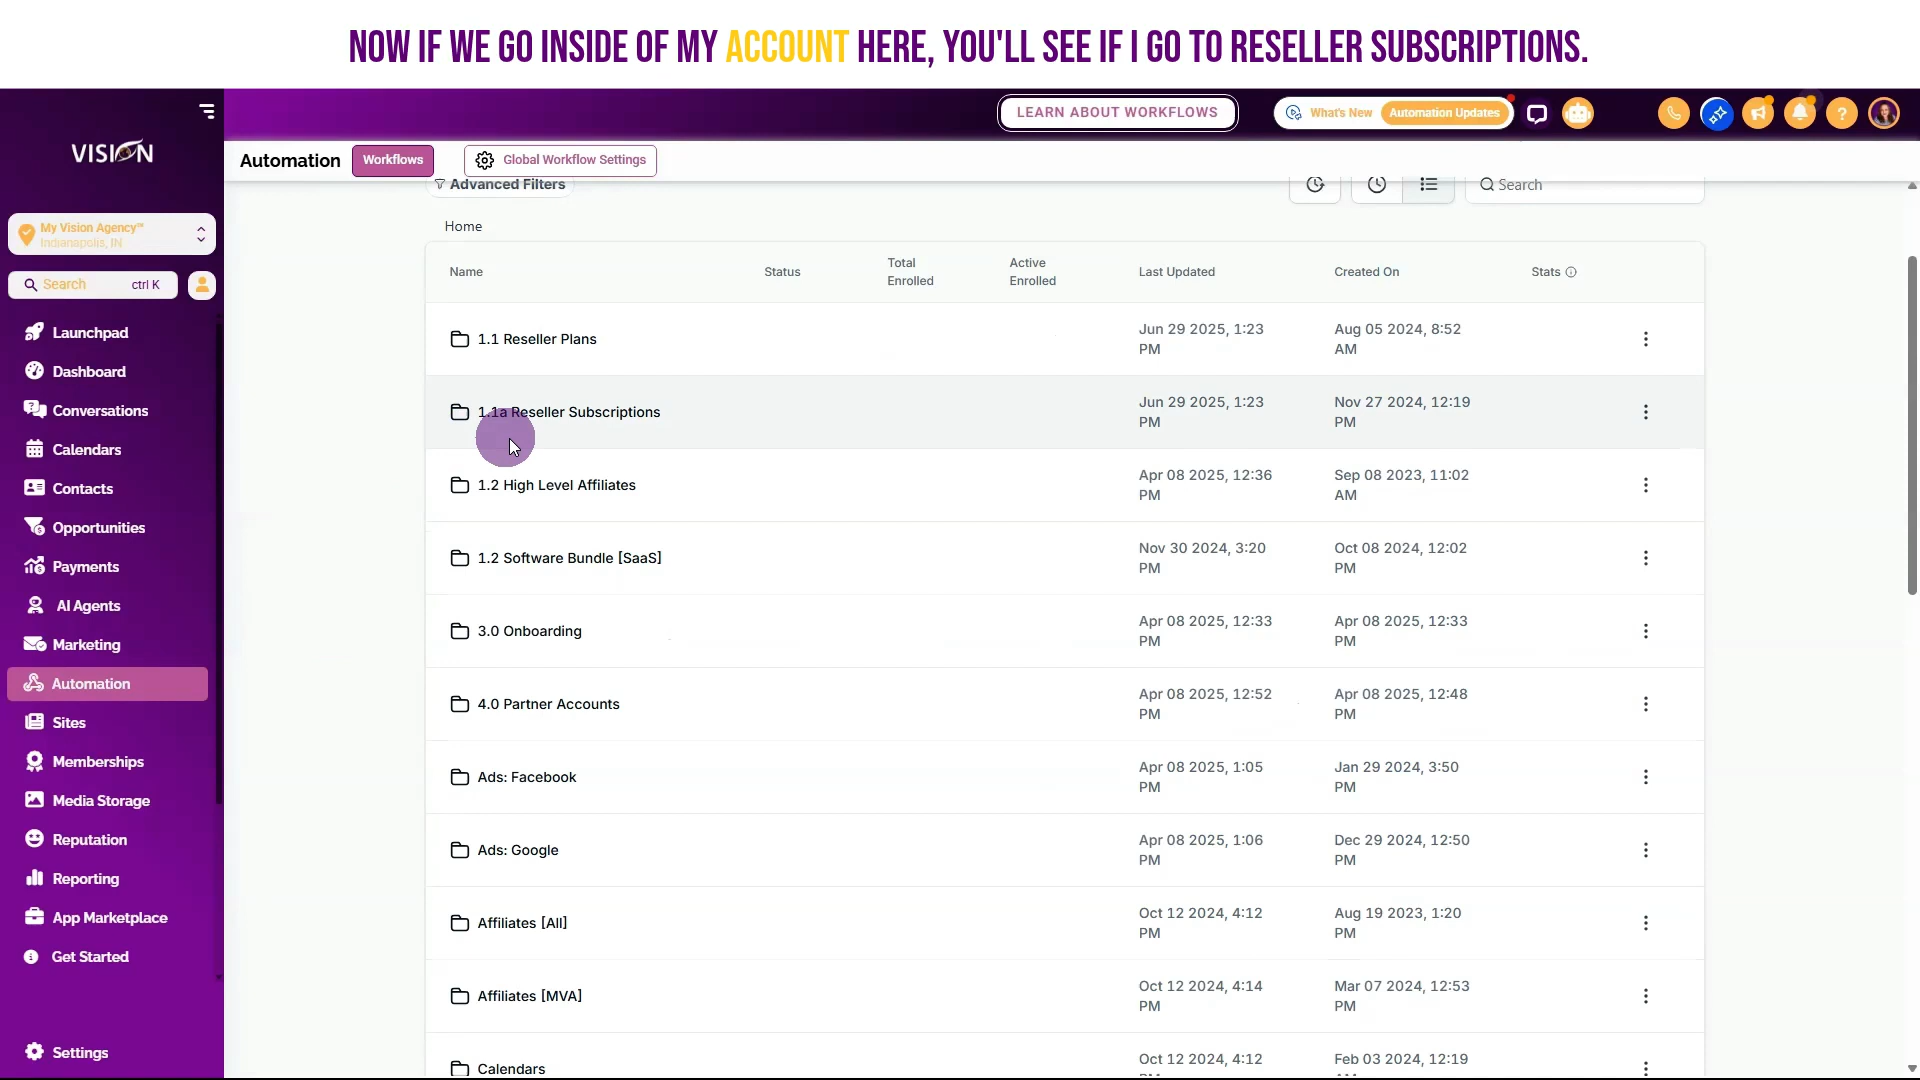 NOW IF WE GO INSIDE OF MY ACCOUNT HERE, YOU'LL SEE IF I GO TO RESELLER SUBSCRIPTIONS.
LEARN ABOUT WORKFLOWS
What's New
Automation Updates
?
VISION
Automation
Workflows
Global Workflow Settings
Advanced Filters
Search
My Vision Agency™
Indianapolis, IN
Search
ctrl K
Launchpad
Dashboard
Conversations
Calendars
Contacts
Opportunities
Payments
AI Agents
Marketing
Automation
Sites
Memberships
Media Storage
Reputation
Reporting
App Marketplace
Get Started
Settings
Home
Name
Status
Total
Enrolled
Active
Enrolled
Last Updated
Created On
Stats
1.1 Reseller Plans
Jun 29 2025, 1:23
PM
Aug 05 2024, 8:52
AM
1.1a Reseller Subscriptions
Jun 29 2025, 1:23
PM
Nov 27 2024, 12:19
PM
1.2 High Level Affiliates
Apr 08 2025, 12:36
PM
Sep 08 2023, 11:02
AM
1.2 Software Bundle [SaaS]
Nov 30 2024, 3:20
PM
Oct 08 2024, 12:02
PM
3.0 Onboarding
Apr 08 2025, 12:33
PM
Apr 08 2025, 12:33
PM
4.0 Partner Accounts
Apr 08 2025, 12:52
PM
Apr 08 2025, 12:48
PM
Ads: Facebook
Apr 08 2025, 1:05
PM
Jan 29 2024, 3:50
PM
Ads: Google
Apr 08 2025, 1:06
PM
Dec 29 2024, 12:50
PM
Affiliates [All]
Oct 12 2024, 4:12
PM
Aug 19 2023, 1:20
PM
Affiliates [MVA]
Oct 12 2024, 4:14
PM
Mar 07 2024, 12:53
PM
Calendars
Oct 12 2024, 4:12
Feb 03 2024, 12:19